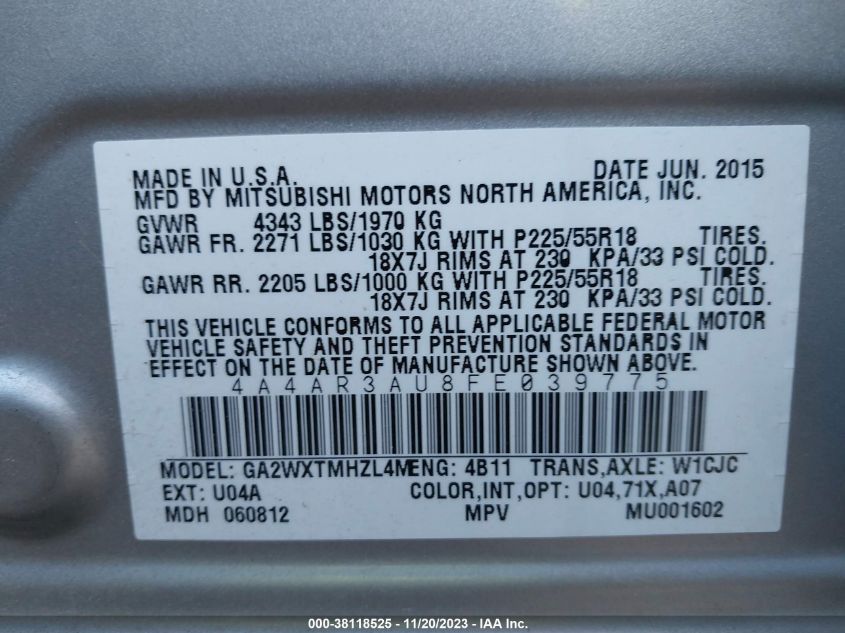 MADE IN U.S.A. DATE JUN. 2015
MFD BY MITSUBISHI MOTORS NORTH AMERICA, INC.
GVWR 4343 LBS/1970 KG
GAWR FR. 2271 LBS/1030 KG WITH P225/55R18 TIRES.
18X7J RIMS AT 230 KPA/33 PSI COLD.
GAWR RR. 2205 LBS/1000 KG WITH P225/55R18 TIRES.
18X7J RIMS AT 230 KPA/33 PSI COLD.
THIS VEHICLE CONFORMS TO ALL APPLICABLE FEDERAL MOTOR
VEHICLE SAFETY AND THEFT PREVENTION STANDARDS IN
EFFECT ON THE DATE OF MANUFACTURE SHOWN ABOVE.
4A4AR3AU8FE039775
MODEL: GA2WXTMHZL4MENG: 4B11 TRANS,AXLE: W1CJC
EXT: U04A COLOR,INT,OPT: U04,71X,A07
MDH 060812 MPV MU001602
000-38118525 - 11/20/2023 - IAA Inc.